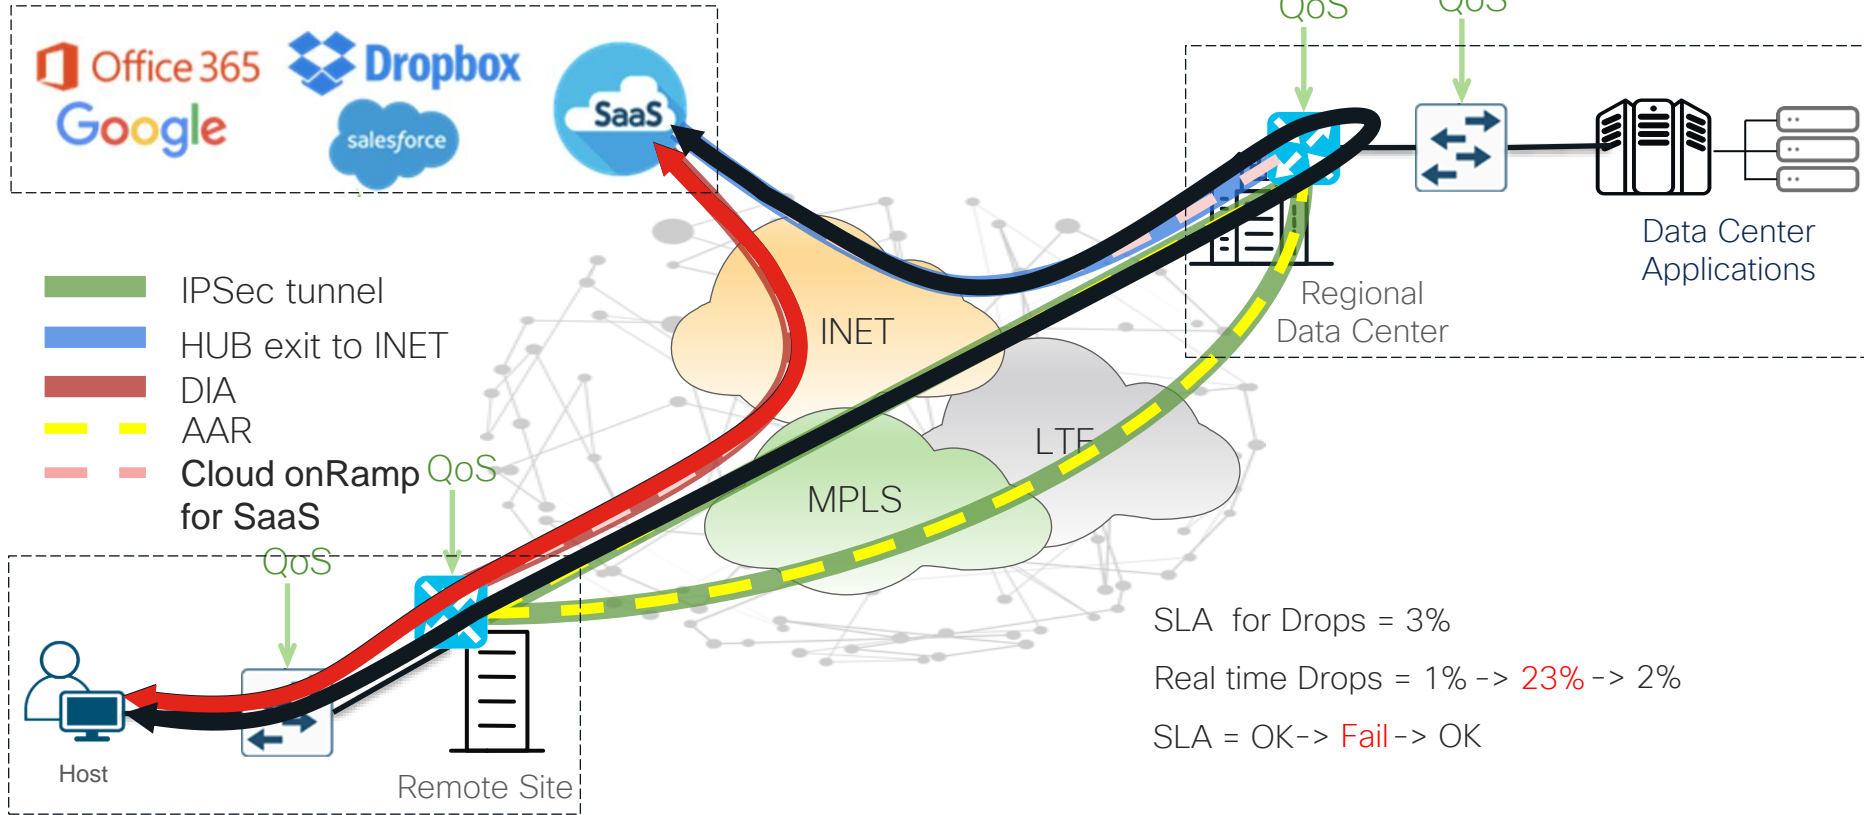 QoS
QoS
Office 365
Dropbox
Google
salesforce
SaaS
Data Center
Applications
IPSec tunnel
HUB exit to INET
DIA
AAR
Cloud onRamp
for SaaS
QoS
QoS
INET
LTE
MPLS
Regional
Data Center
SLA for Drops = 3%
Real time Drops = 1% -> 23% -> 2%
SLA = OK-> Fail -> OK
Host
Remote Site